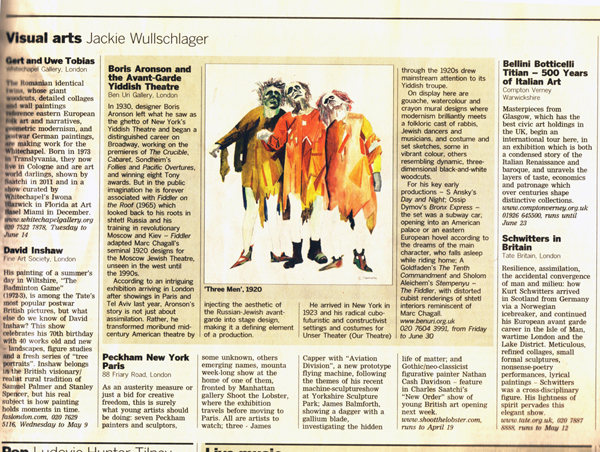 Visual arts Jackie Wullschlager
Gert and Uwe Tobias
Whitechapel Gallery, London
The Romanian identical
twins, whose giant
woodcuts, detailed collages
and wall paintings
reference eastern European
folk art and narratives,
geometric modernism, and
postwar German paintings,
are making work for the
Whitechapel. Born in 1973
in Transylvania, they now
live in Cologne and are art
world darlings, shown by
Saatchi in 2011 and in a
show curated by
Whitechapel's Iwona
Blazwick in Florida at Art
Basel Miami in December.
www.whitechapelgallery.org
020 7522 7878, Tuesday to
June 14
David Inshaw
Fine Art Society, London
His painting of a summer's
day in Wiltshire, "The
Badminton Game"
(1972-3), is among the Tate's
most popular postwar
British pictures, but what
else do we know of David
Inshaw? This show
celebrates his 70th birthday
with 40 works old and new
– landscapes, figure studies
and a fresh series of "tree
portraits". Inshaw belongs
in the British visionary/
realist rural tradition of
Samuel Palmer and Stanley
Spencer, but his real
subject is how painting
holds moments in time.
faslondon.com, 020 7629
5116, Wednesday to May 9
Boris Aronson and
the Avant-Garde
Yiddish Theatre
Ben Uri Gallery, London
In 1930, designer Boris
Aronson left what he saw as
the ghetto of New York's
Yiddish Theatre and began a
distinguished career on
Broadway, working on the
premieres of The Crucible,
Cabaret, Sondheim's
Follies and Pacific Overtures,
and winning eight Tony
awards. But in the public
imagination he is forever
associated with Fiddler on
the Roof (1965) which
looked back to his roots in
shtetl Russia and his
training in revolutionary
Moscow and Kiev – Fiddler
adapted Marc Chagall's
seminal 1920 designs for
the Moscow Jewish Theatre,
unseen in the west until
the 1990s.
According to an intriguing
exhibition arriving in London
after showings in Paris and
Tel Aviv last year, Aronson's
story is not just about
assimilation. Rather, he
transformed moribund mid-
century American theatre by
'Three Men', 1920
injecting the aesthetic of
the Russian-Jewish avant-
garde into stage design,
making it a defining element
of a production.
He arrived in New York in
1923 and his radical cubo-
futuristic and constructivist
settings and costumes for
Unser Theater (Our Theatre)
through the 1920s drew
mainstream attention to its
Yiddish troupe.
On display here are
gouache, watercolour and
crayon mural designs where
modernism brilliantly meets
a folkloric cast of rabbis,
Jewish dancers and
musicians, and costume and
set sketches, some in
vibrant colour, others
resembling dynamic, three-
dimensional black-and-white
woodcuts.
For his key early
productions – S. Ansky's
Day and Night; Ossip
Dymov's Bronx Express –
the set was a subway car,
opening into an American
palace or an eastern
European hovel according to
the dreams of the main
character, who falls asleep
while riding home; A.
Goldfaden's The Tenth
Commandment and Sholom
Aleichem's Stempenyu –
The Fiddler, with distorted
cubist renderings of shtetl
interiors reminiscent of
Marc Chagall.
www.benuri.org.uk
020 7604 3991, from Friday
to June 30
Peckham New York
Paris
88 Friary Road, London
As an austerity measure or
just a bid for creative
freedom, this is surely
what young artists should
be doing: seven Peckham
painters and sculptors,
some unknown, others
emerging names, mounta
week-long show at the
home of one of them,
fronted by Manhattan
gallery Shoot the Lobster,
where the exhibition
travels before moving to
Paris. All are artists to
watch; three - James
Capper with "Aviation
Division", a new prototype
writing machine, following
the themes of his recent
machine-sculptureshow
at Yorkshire Sculpture
Park; James Balmforth,
showing a dagger with a
gallium blade,
investigating the hidden
life of matter; and
Gothic/neo-classicist
figurative painter Nathan
Cash Davidson – feature
in Charles Saatchi's
"New Order" show of
young British art opening
next week.
www.shootthelobster.com,
runs to April 19
Bellini Botticelli
Titian – 500 Years
of Italian Art
Compton Verney
Warwickshire
Masterpieces from
Glasgow, which has the
best civic art holdings in
the UK, begin an
international tour here, in
an exhibition which is both
a condensed story of the
Italian Renaissance and
baroque, and unravels the
layers of taste, economics
and patronage which
over centuries shape
distinctive collections.
www.comptonverney.org.uk
01926 645500, runs until
June 23
Schwitters in
Britain
Tate Britain, London
Resilience, assimilation,
the accidental convergence
of man and milieu: how
Kurt Schwitters arrived
in Scotland from Germany
via a Norwegian
icebreaker, and continued
his European avant garde
career in the Isle of Man,
wartime London and the
Lake District. Meticulous,
refined collages, small
formal sculptures,
nonsense-poetry
performances, lyrical
paintings – Schwitters
was a cross-disciplinary
figure. His lightness of
spirit pervades this
elegant show.
www.tate.org.uk, 020 7887
8888, runs to May 12
Pop Ludovic Hunter-Tilney
Live music